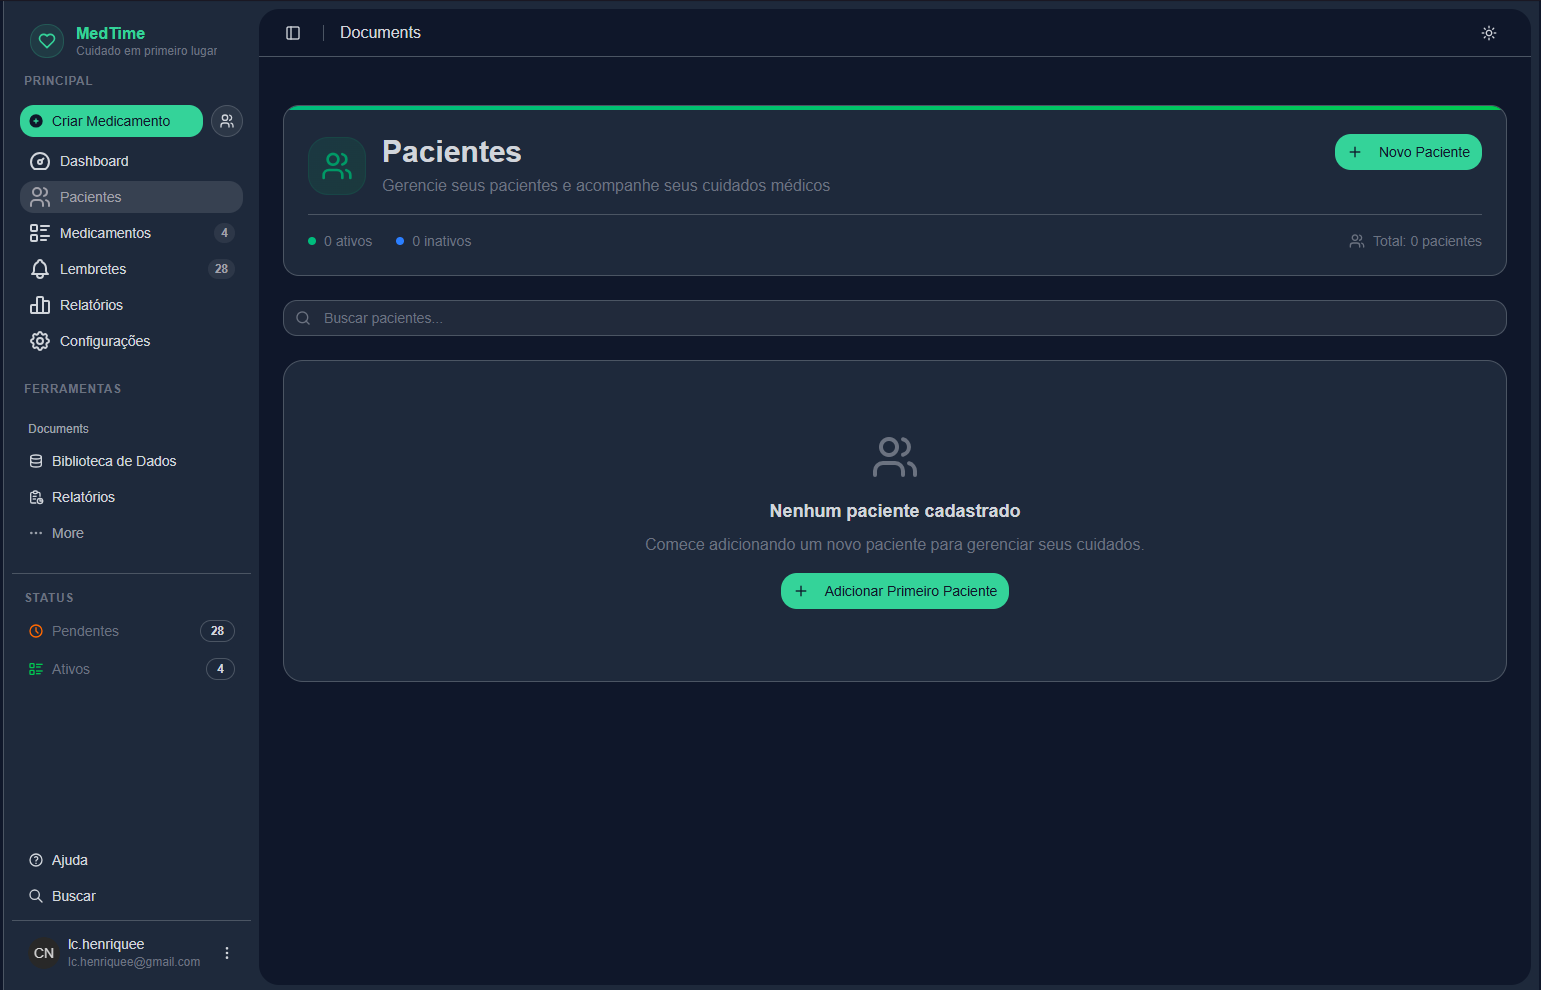 MedTime
Cuidado em primeiro lugar
PRINCIPAL
Criar Medicamento
Dashboard
Pacientes
Medicamentos 4
Lembretes 28
Relatórios
Configurações
FERRAMENTAS
Documents
Biblioteca de Dados
Relatórios
More
STATUS
Pendentes 28
Ativos 4
Ajuda
Buscar
CN
lc.henriquee
lc.henriquee@gmail.com
Documents
Pacientes
Gerencie seus pacientes e acompanhe seus cuidados médicos
Novo Paciente
0 ativos 0 inativos Total: 0 pacientes
Buscar pacientes...
Nenhum paciente cadastrado
Comece adicionando um novo paciente para gerenciar seus cuidados.
Adicionar Primeiro Paciente